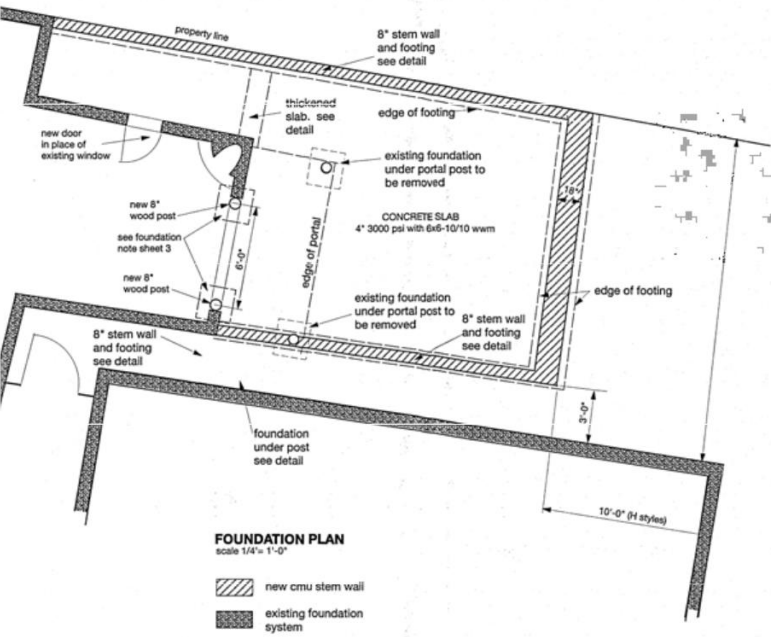 property line
8" stem wall
and footing
see detail
thickened
slab. see
detail
edge of footing
new door
in place of
existing window
existing foundation
under portal post to
be removed
new 8"
wood post
18"
CONCRETE SLAB
4" 3000 psi with 6x6-10/10 wwm
see foundation
note sheet 3
6'-0"
edge of portal
new 8"
wood post
edge of footing
existing foundation
under portal post to
be removed
8" stem wall
and footing
see detail
8" stem wall
and footing
see detail
3'-0"
foundation
under post
see detail
10'-0" (H styles)
FOUNDATION PLAN
scale 1/4"= 1'-0"
new cmu stem wall
existing foundation
system